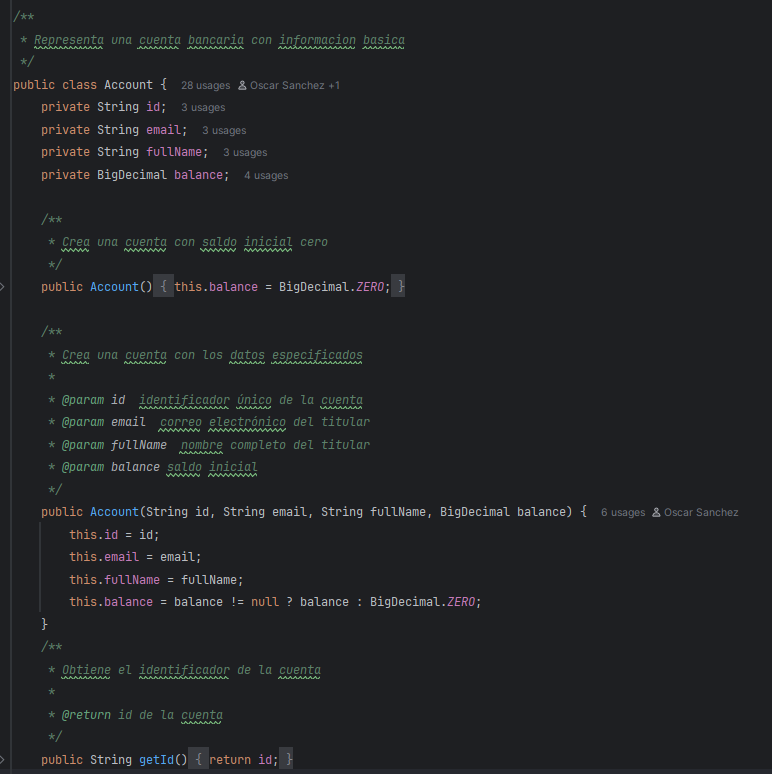 /**
 * Representa una cuenta bancaria con informacion basica
 */
public class Account {  28 usages  Oscar Sanchez +1
    private String id;  3 usages
    private String email;  3 usages
    private String fullName;  3 usages
    private BigDecimal balance;  4 usages
    /**
     * Crea una cuenta con saldo inicial cero
     */
    public Account() { this.balance = BigDecimal.ZERO; }
    /**
     * Crea una cuenta con los datos especificados
     *
     * @param id  identificador único de la cuenta
     * @param email  correo electrónico del titular
     * @param fullName  nombre completo del titular
     * @param balance saldo inicial
     */
    public Account(String id, String email, String fullName, BigDecimal balance) {  6 usages  Oscar Sanchez
        this.id = id;
        this.email = email;
        this.fullName = fullName;
        this.balance = balance != null ? balance : BigDecimal.ZERO;
    }
    /**
     * Obtiene el identificador de la cuenta
     *
     * @return id de la cuenta
     */
    public String getId() { return id; }